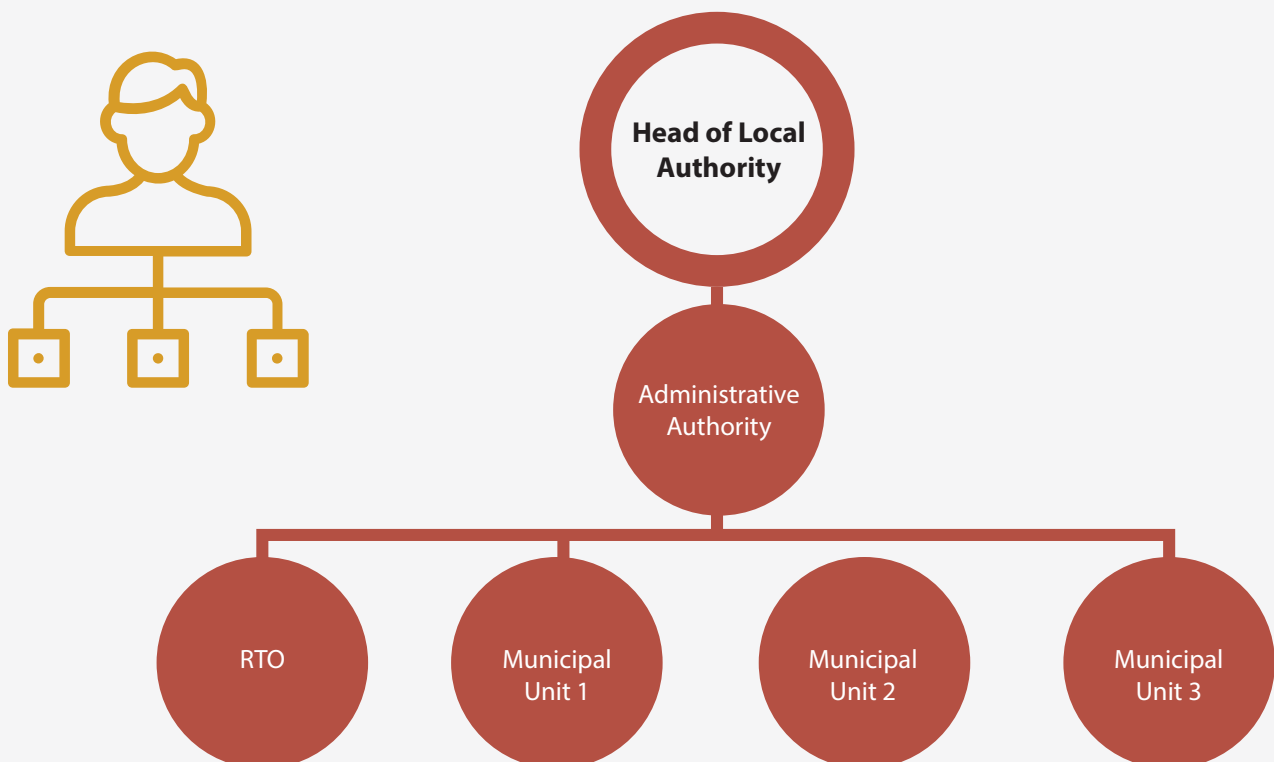 Head of Local
Authority
Administrative
Authority
RTO
Municipal
Unit 1
Municipal
Unit 2
Municipal
Unit 3